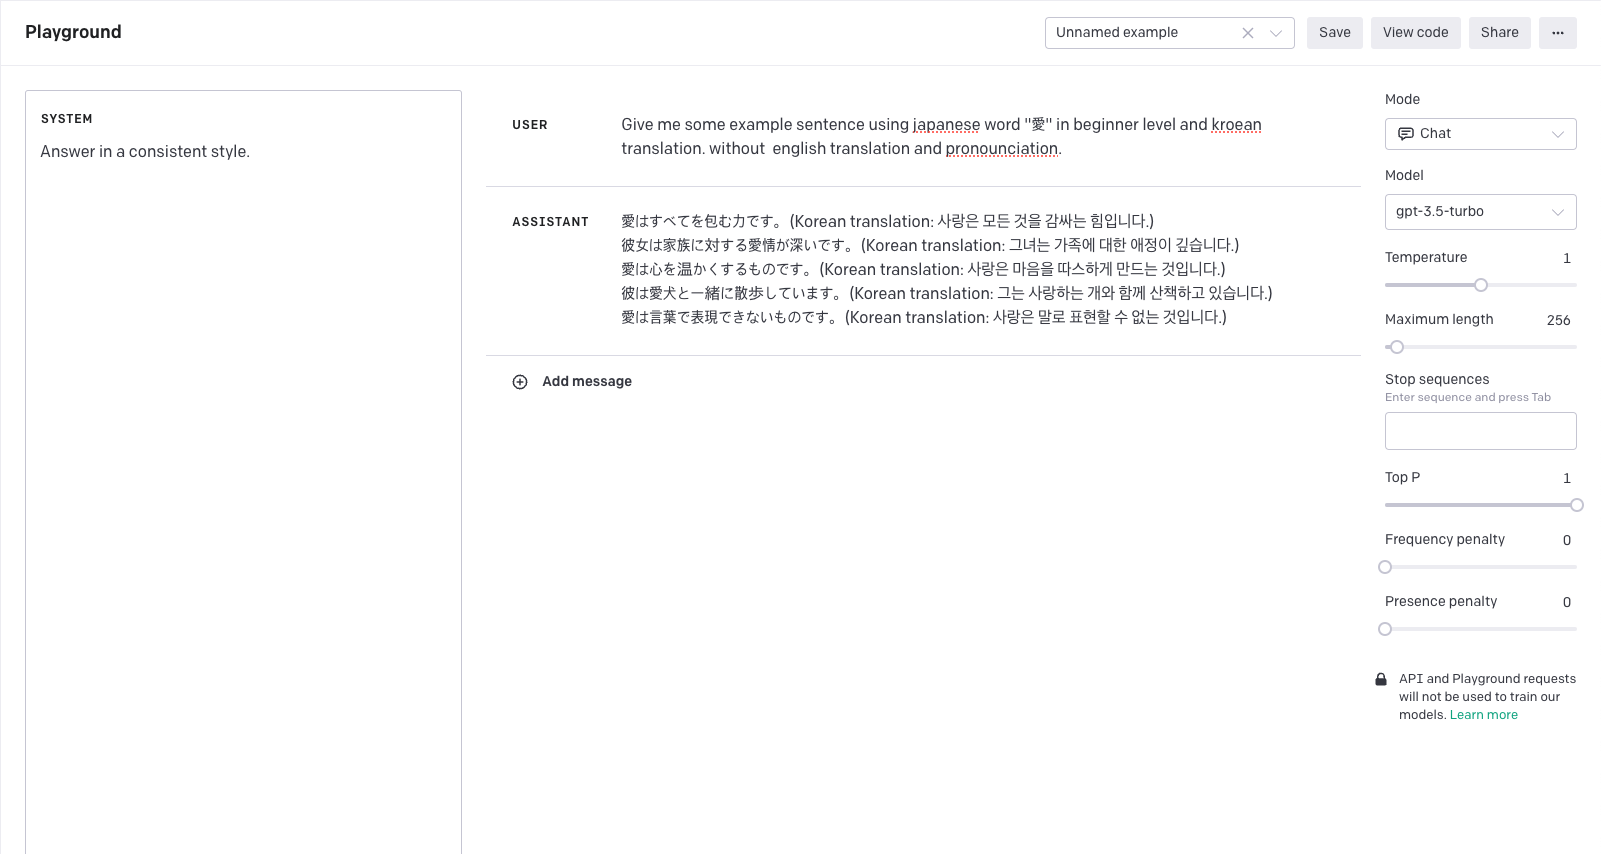 Playground
Unnamed example
Save
View code
Share
...
SYSTEM
Answer in a consistent style.
USER
Give me some example sentence using japanese word "愛" in beginner level and kroean
translation. without  english translation and pronounciation.
ASSISTANT
愛はすべてを包む力です。(Korean translation: 사랑은 모든 것을 감싸는 힘입니다.)
彼女は家族に対する愛情が深いです。(Korean translation: 그녀는 가족에 대한 애정이 깊습니다.)
愛は心を温かくするものです。(Korean translation: 사랑은 마음을 따스하게 만드는 것입니다.)
彼は愛犬と一緒に散歩しています。(Korean translation: 그는 사랑하는 개와 함께 산책하고 있습니다.)
愛は言葉で表現できないものです。(Korean translation: 사랑은 말로 표현할 수 없는 것입니다.)
Add message
Mode
Chat
Model
gpt-3.5-turbo
Temperature 1
Maximum length 256
Stop sequences
Enter sequence and press Tab
Top P 1
Frequency penalty 0
Presence penalty 0
API and Playground requests
will not be used to train our
models. Learn more